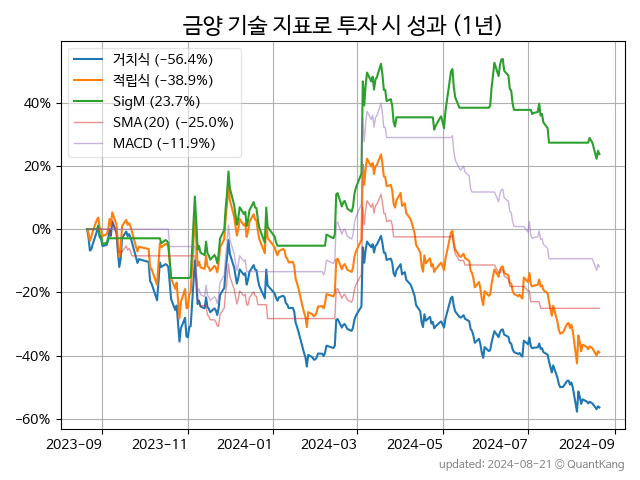 금양 기술 지표로 투자 시 성과 (1년)
거치식 (−56.4%)
적립식 (−38.9%)
SigM (23.7%)
SMA(20) (−25.0%)
MACD (−11.9%)
40%
20%
0%
−20%
−40%
−60%
2023-09 2023-11 2024-01 2024-03 2024-05 2024-07 2024-09
updated: 2024-08-21 © QuantKang